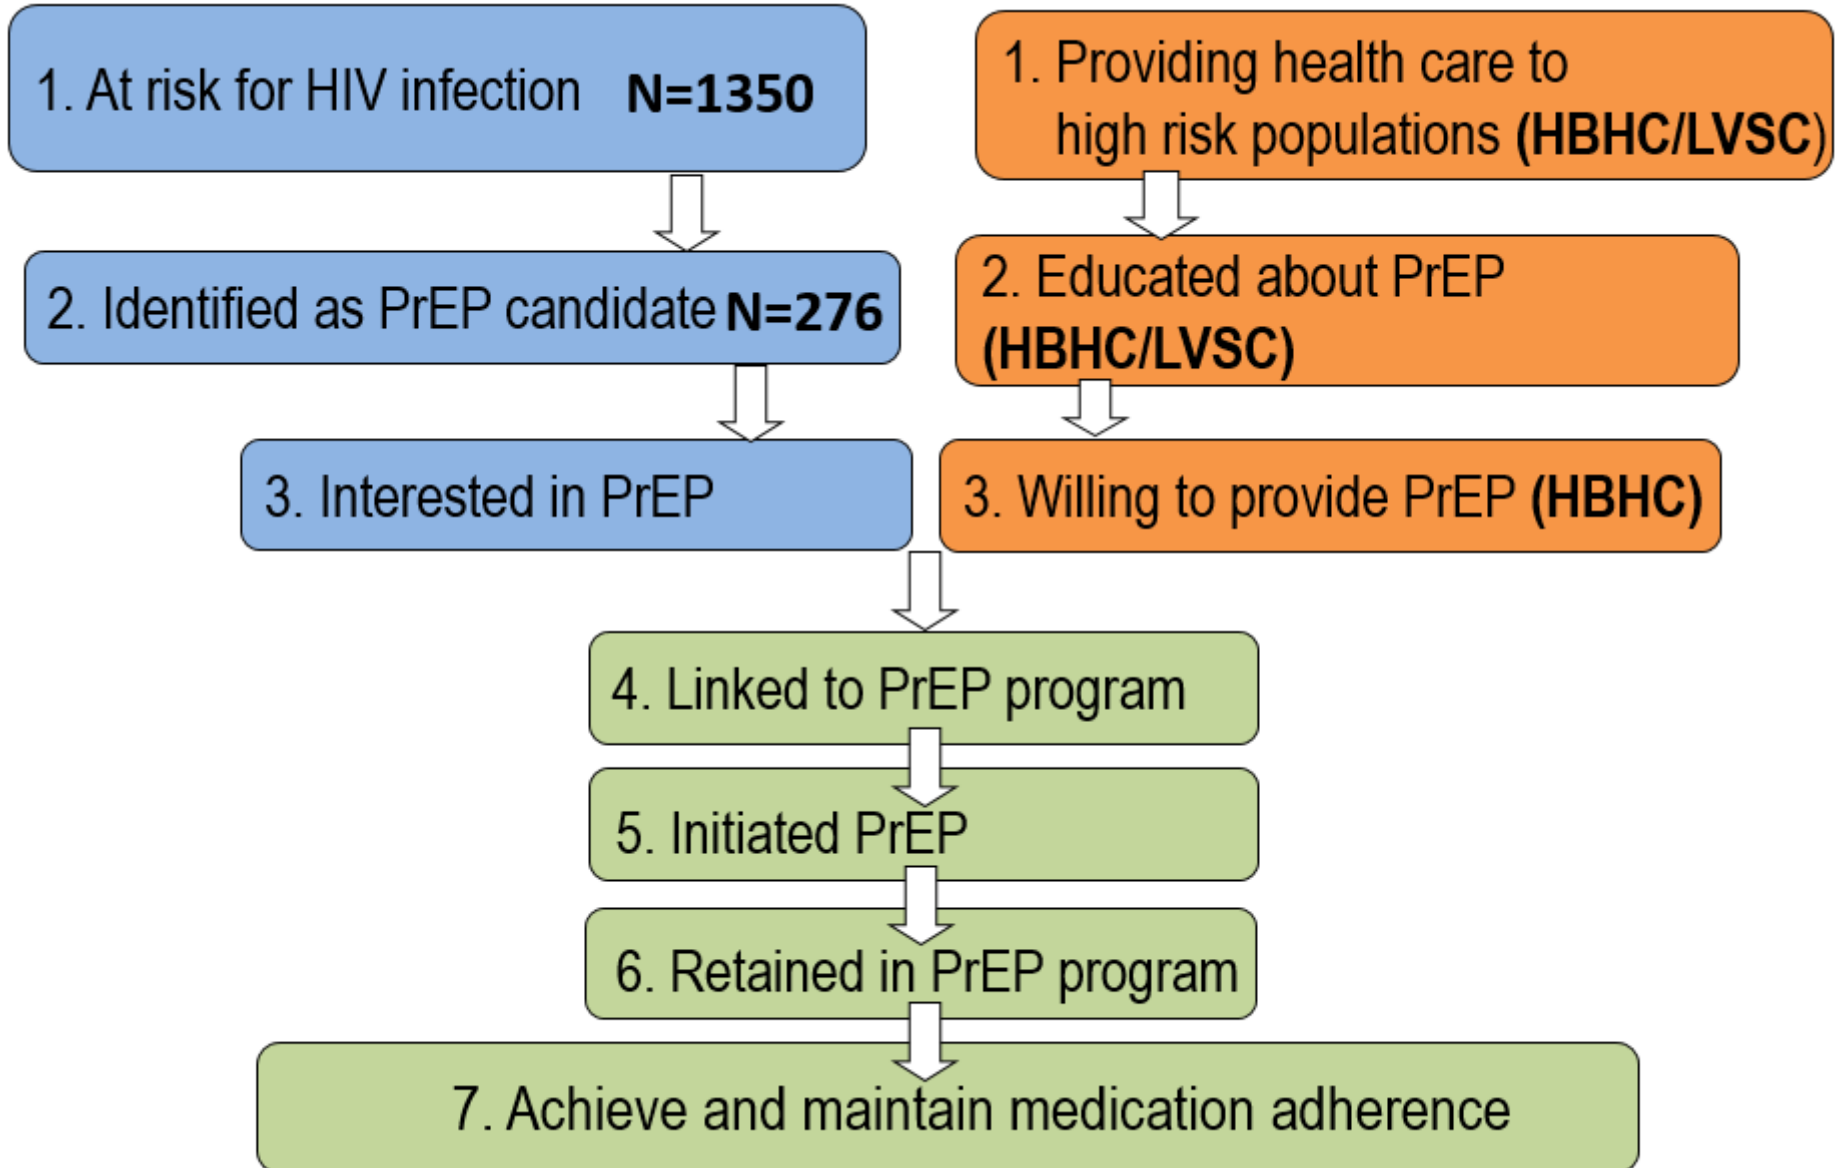 1. At risk for HIV infection N=1350
2. Identified as PrEP candidate N=276
3. Interested in PrEP
1. Providing health care to
high risk populations (HBHC/LVSC)
2. Educated about PrEP
(HBHC/LVSC)
3. Willing to provide PrEP (HBHC)
4. Linked to PrEP program
5. Initiated PrEP
6. Retained in PrEP program
7. Achieve and maintain medication adherence